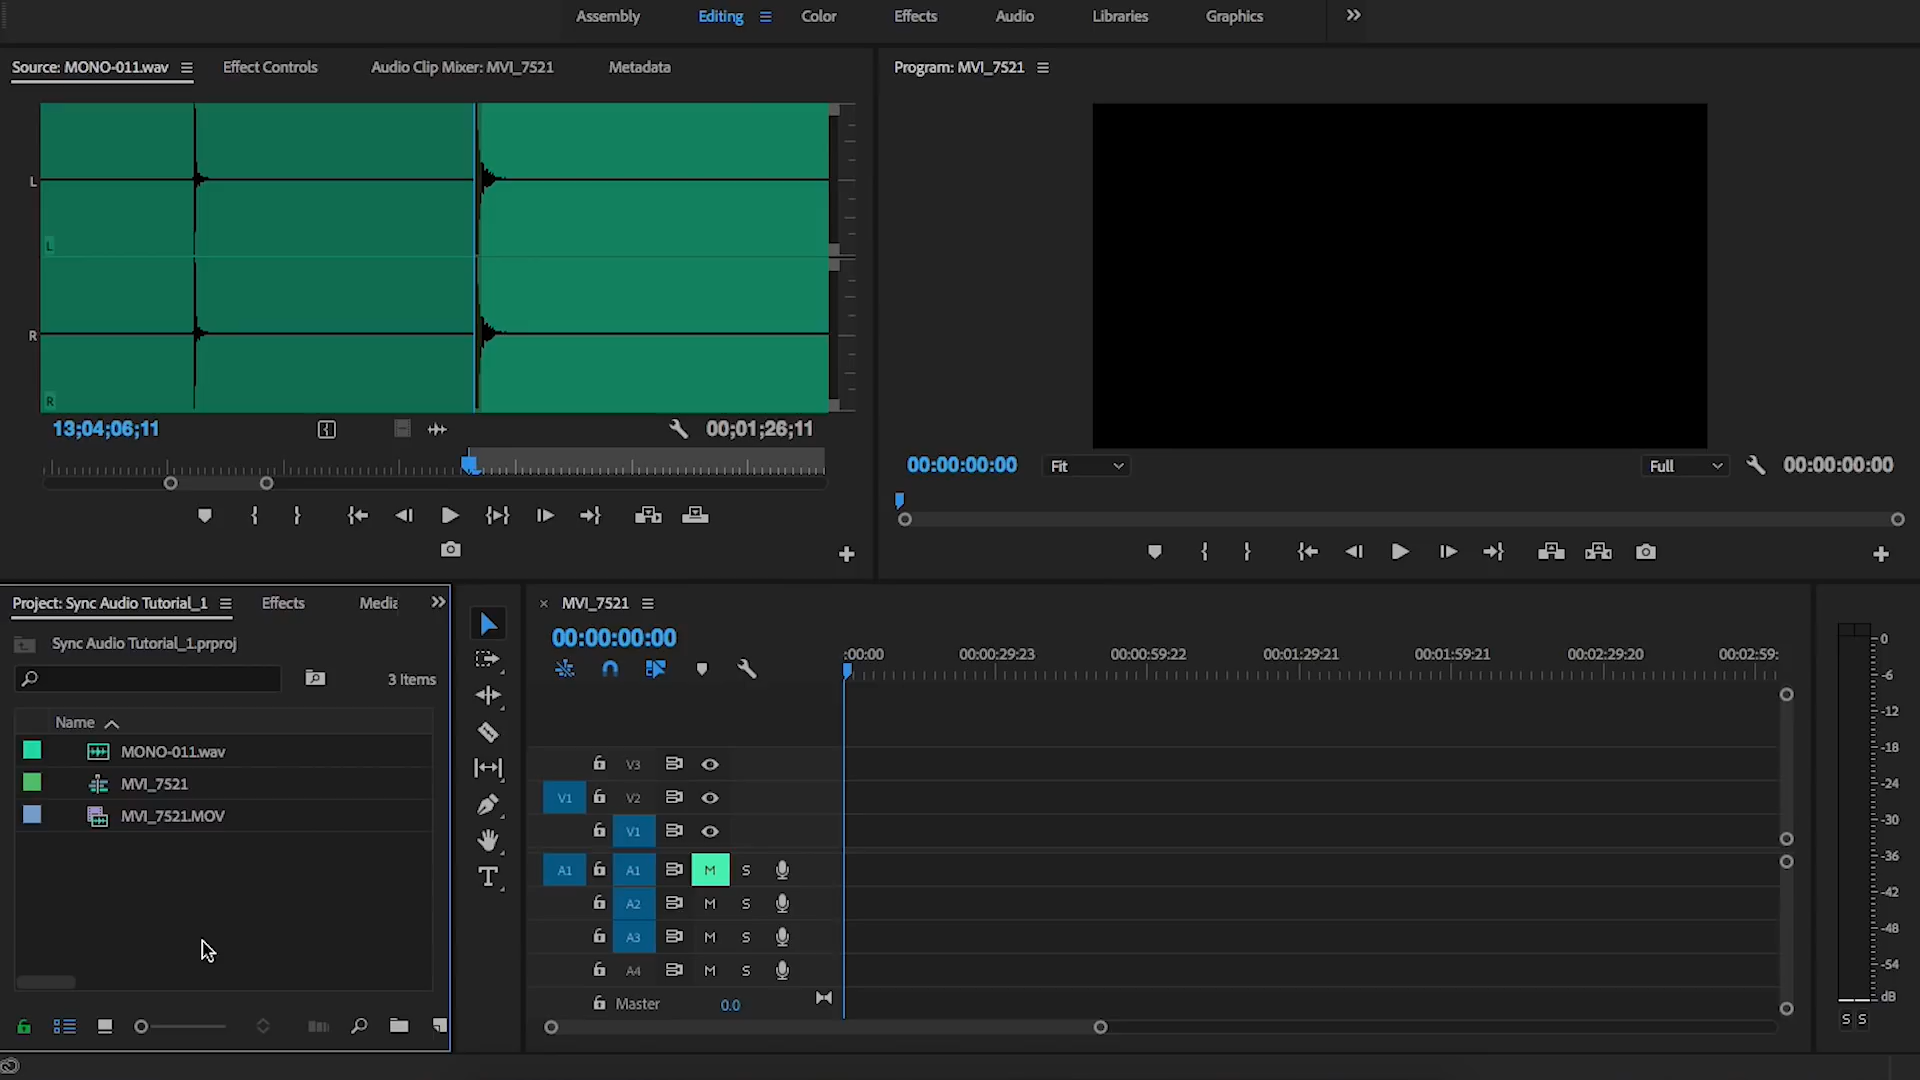 Assembly Editing Color Effects Audio Libraries Graphics
Source: MONO-011.wav Effect Controls Audio Clip Mixer: MVI_7521 Metadata
L
L
R
R
13;04;06;11 00;01;26;11
Program: MVI_7521
00:00:00:00 Fit Full 00:00:00:00
Project: Sync Audio Tutorial_1 Effects Media
Sync Audio Tutorial_1.prproj
3 Items
Name
MONO-011.wav
MVI_7521
MVI_7521.MOV
MVI_7521
00:00:00:00
:00:00 00:00:29:23 00:00:59:22 00:01:29:21 00:01:59:21 00:02:29:20 00:02:59:
V3
V1 V2
V1
A1 A1 M S
A2 M S
A3 M S
A4 M S
Master 0.0
0
-6
-12
-18
-24
-30
-36
-42
-48
-54
dB
S S